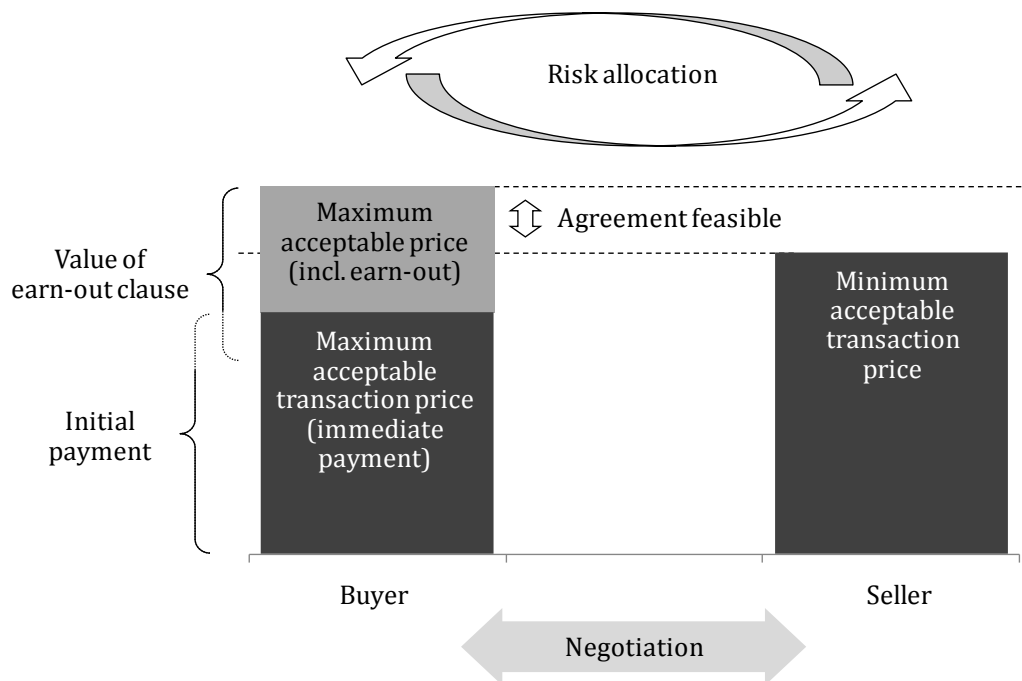 Risk allocation
Maximum
acceptable price
(incl. earn-out)
Agreement feasible
Value of
earn-out clause
Minimum
acceptable
transaction
price
Maximum
acceptable
transaction price
(immediate
payment)
Initial
payment
Buyer
Seller
Negotiation